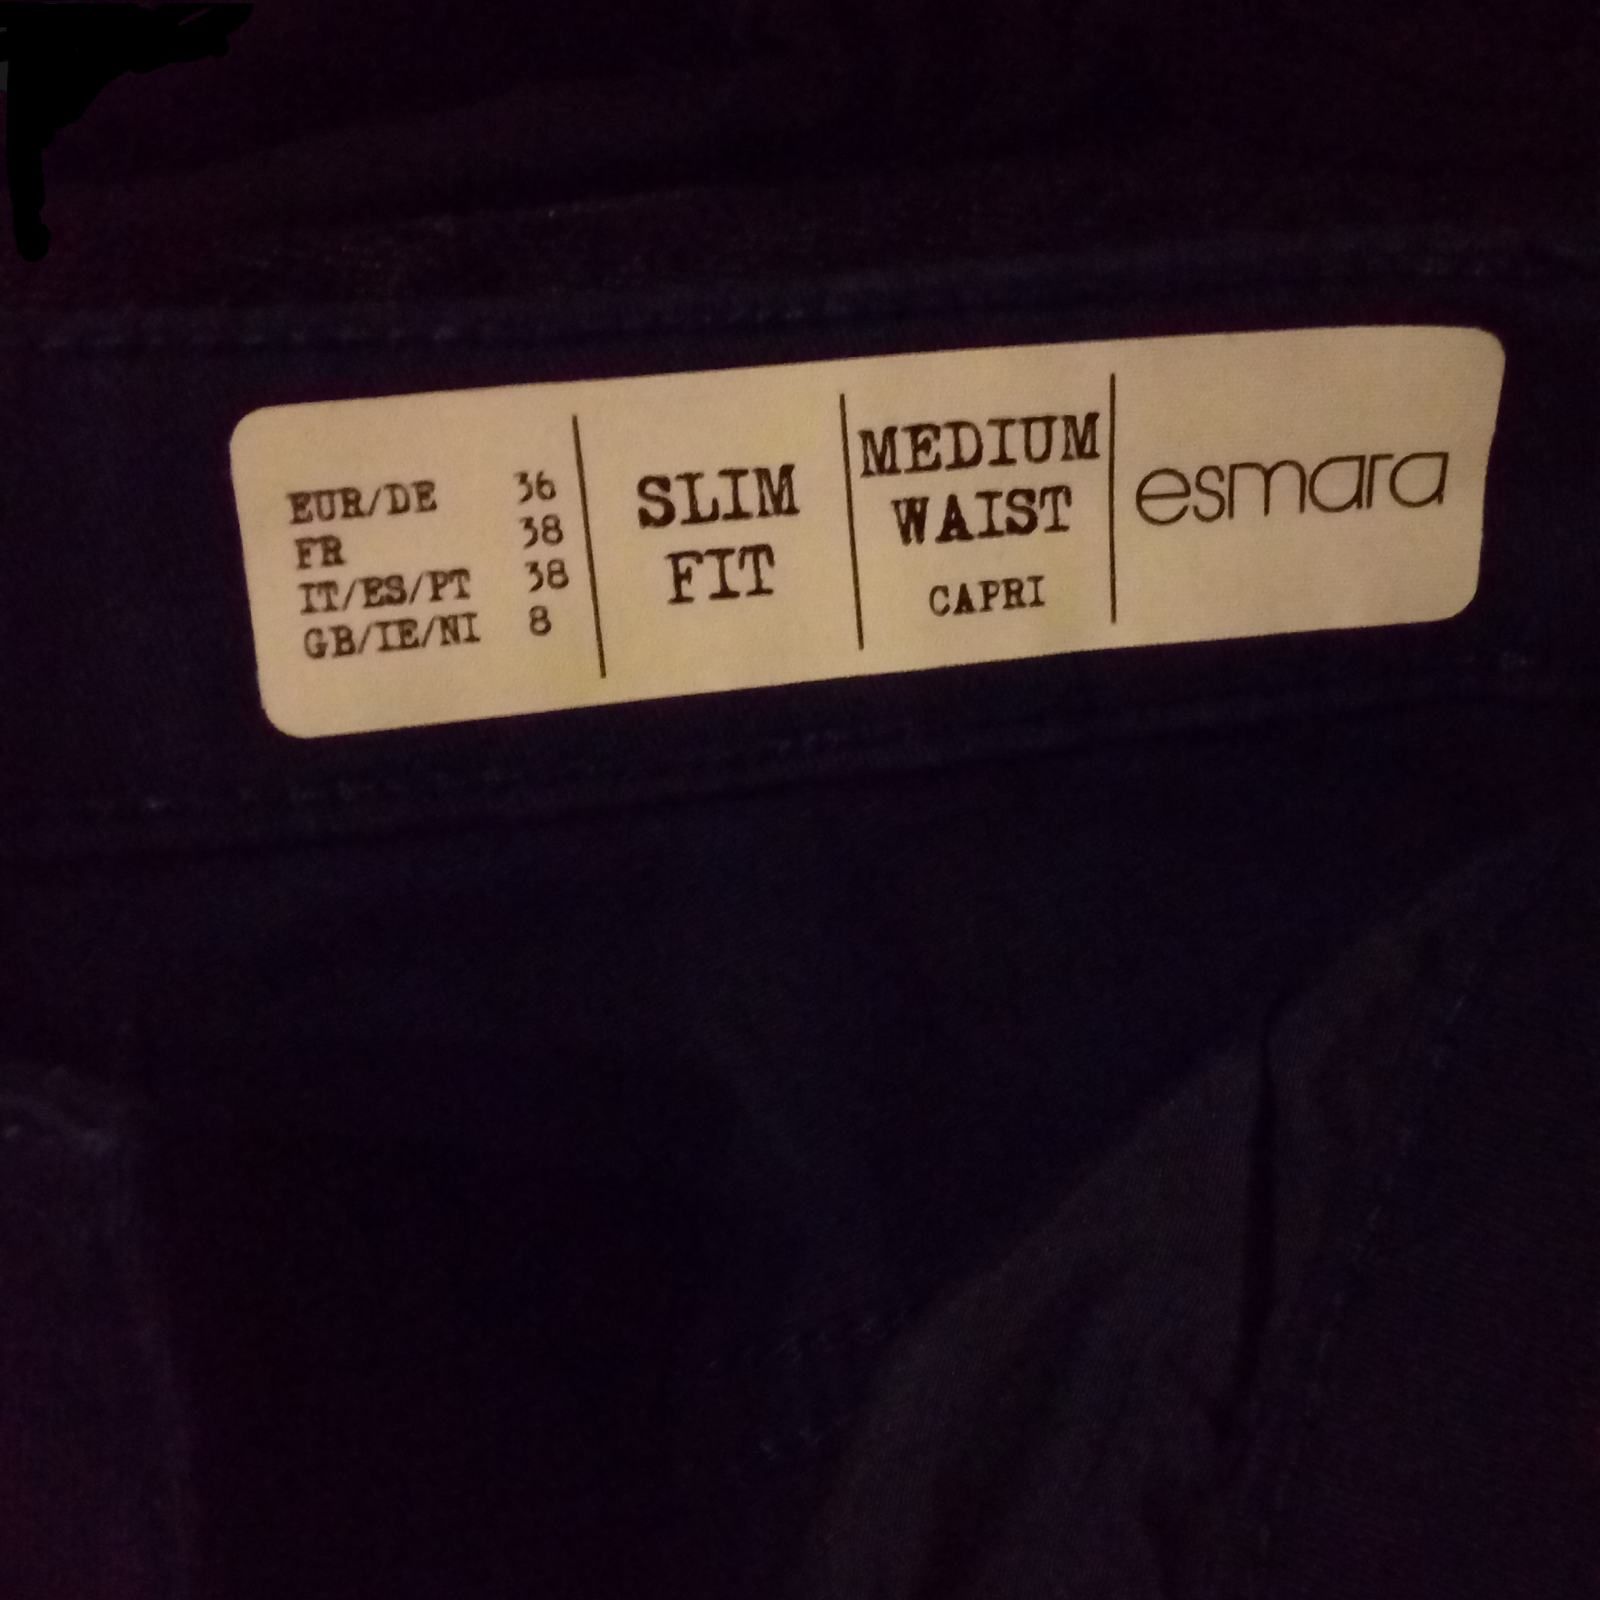 EUR/DE 36
FR 38
IT/ES/PT 38
GB/IE/NI 8
SLIM
FIT
MEDIUM
WAIST
CAPRI
esmara